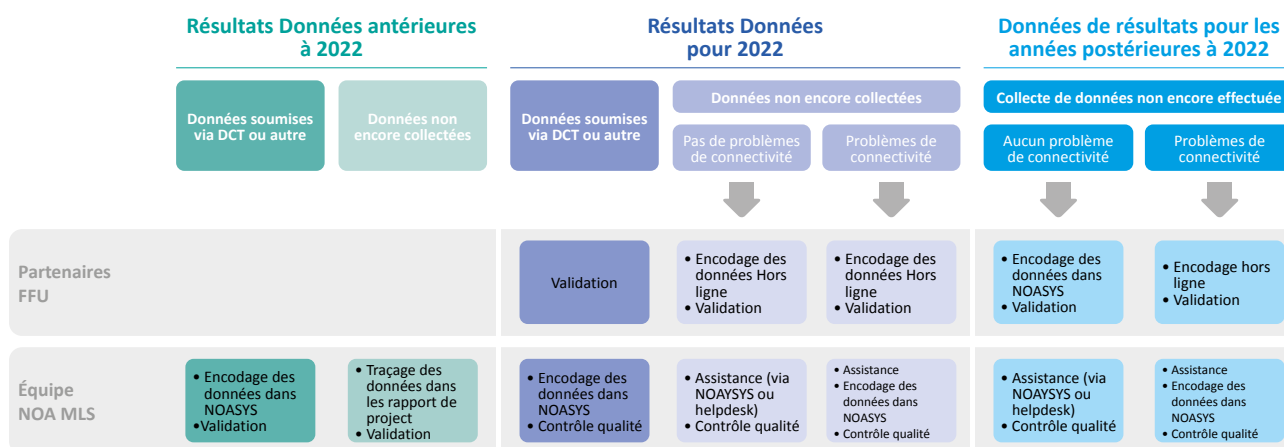 Résultats Données antérieures
à 2022
Résultats Données
pour 2022
Données de résultats pour les
années postérieures à 2022
Données soumises
via DCT ou autre
Données non
encore collectées
Données soumises
via DCT ou autre
Données non encore collectées
Pas de problèmes
de connectivité
Problèmes de
connectivité
Collecte de données non encore effectuée
Aucun problème
de connectivité
Problèmes de
connectivité
Partenaires
FFU
Validation
• Encodage des
données Hors
ligne
• Validation
• Encodage des
données Hors
ligne
• Validation
• Encodage des
données dans
NOASYS
• Validation
• Encodage hors
ligne
• Validation
Équipe
NOA MLS
• Encodage des
données dans
NOASYS
•Validation
• Traçage des
données dans
les rapport de
project
• Validation
• Encodage des
données dans
NOASYS
• Contrôle qualité
• Assistance (via
NOAYSYS ou
helpdesk)
• Contrôle qualité
• Assistance
• Encodage des
données dans
NOASYS
• Contrôle qualité
• Assistance (via
NOAYSYS ou
helpdesk)
• Contrôle qualité
• Assistance
• Encodage des
données dans
NOASYS
• Contrôle qualité